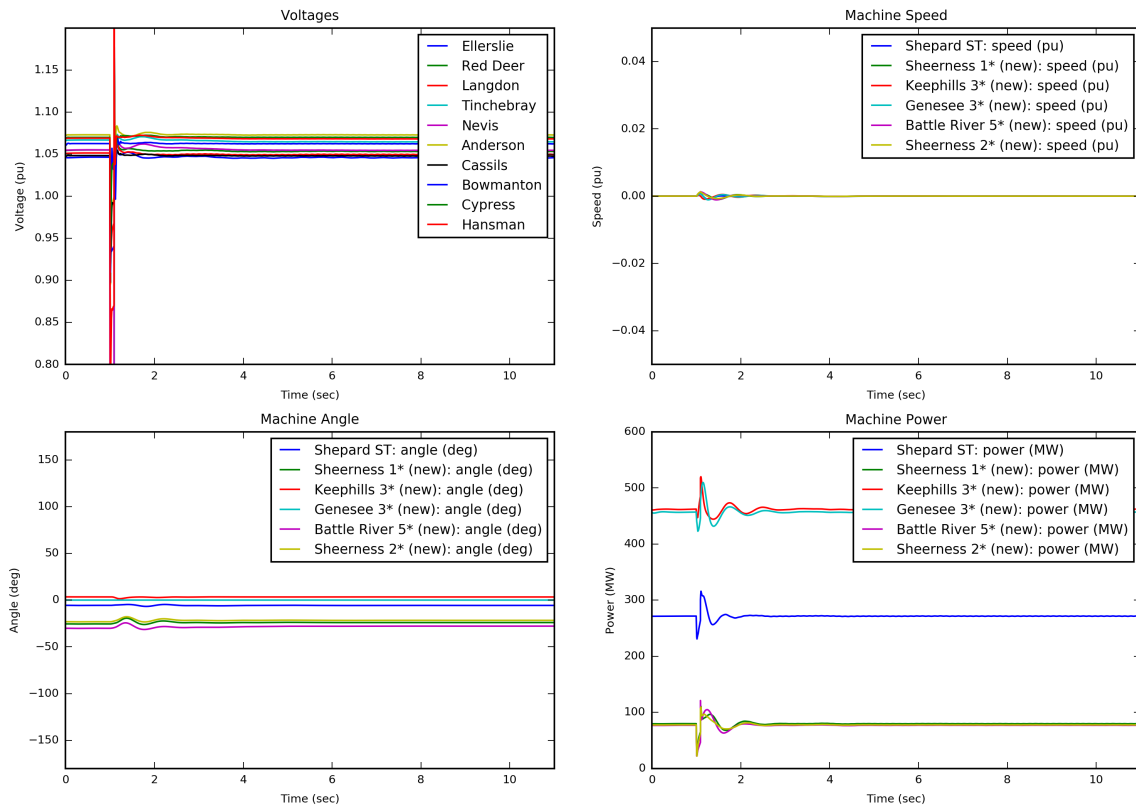 Voltages
1.15
1.10
1.05
1.00
0.95
0.90
0.85
0.80
Voltage (pu)
0 2 4 6 8 10
Time (sec)
Ellerslie
Red Deer
Langdon
Tinchebray
Nevis
Anderson
Cassils
Bowmanton
Cypress
Hansman
Machine Speed
0.04
0.02
0.00
−0.02
−0.04
Speed (pu)
0 2 4 6 8 10
Time (sec)
Shepard ST: speed (pu)
Sheerness 1* (new): speed (pu)
Keephills 3* (new): speed (pu)
Genesee 3* (new): speed (pu)
Battle River 5* (new): speed (pu)
Sheerness 2* (new): speed (pu)
Machine Angle
150
100
50
0
−50
−100
−150
Angle (deg)
0 2 4 6 8 10
Time (sec)
Shepard ST: angle (deg)
Sheerness 1* (new): angle (deg)
Keephills 3* (new): angle (deg)
Genesee 3* (new): angle (deg)
Battle River 5* (new): angle (deg)
Sheerness 2* (new): angle (deg)
Machine Power
600
500
400
300
200
100
0
Power (MW)
0 2 4 6 8 10
Time (sec)
Shepard ST: power (MW)
Sheerness 1* (new): power (MW)
Keephills 3* (new): power (MW)
Genesee 3* (new): power (MW)
Battle River 5* (new): power (MW)
Sheerness 2* (new): power (MW)